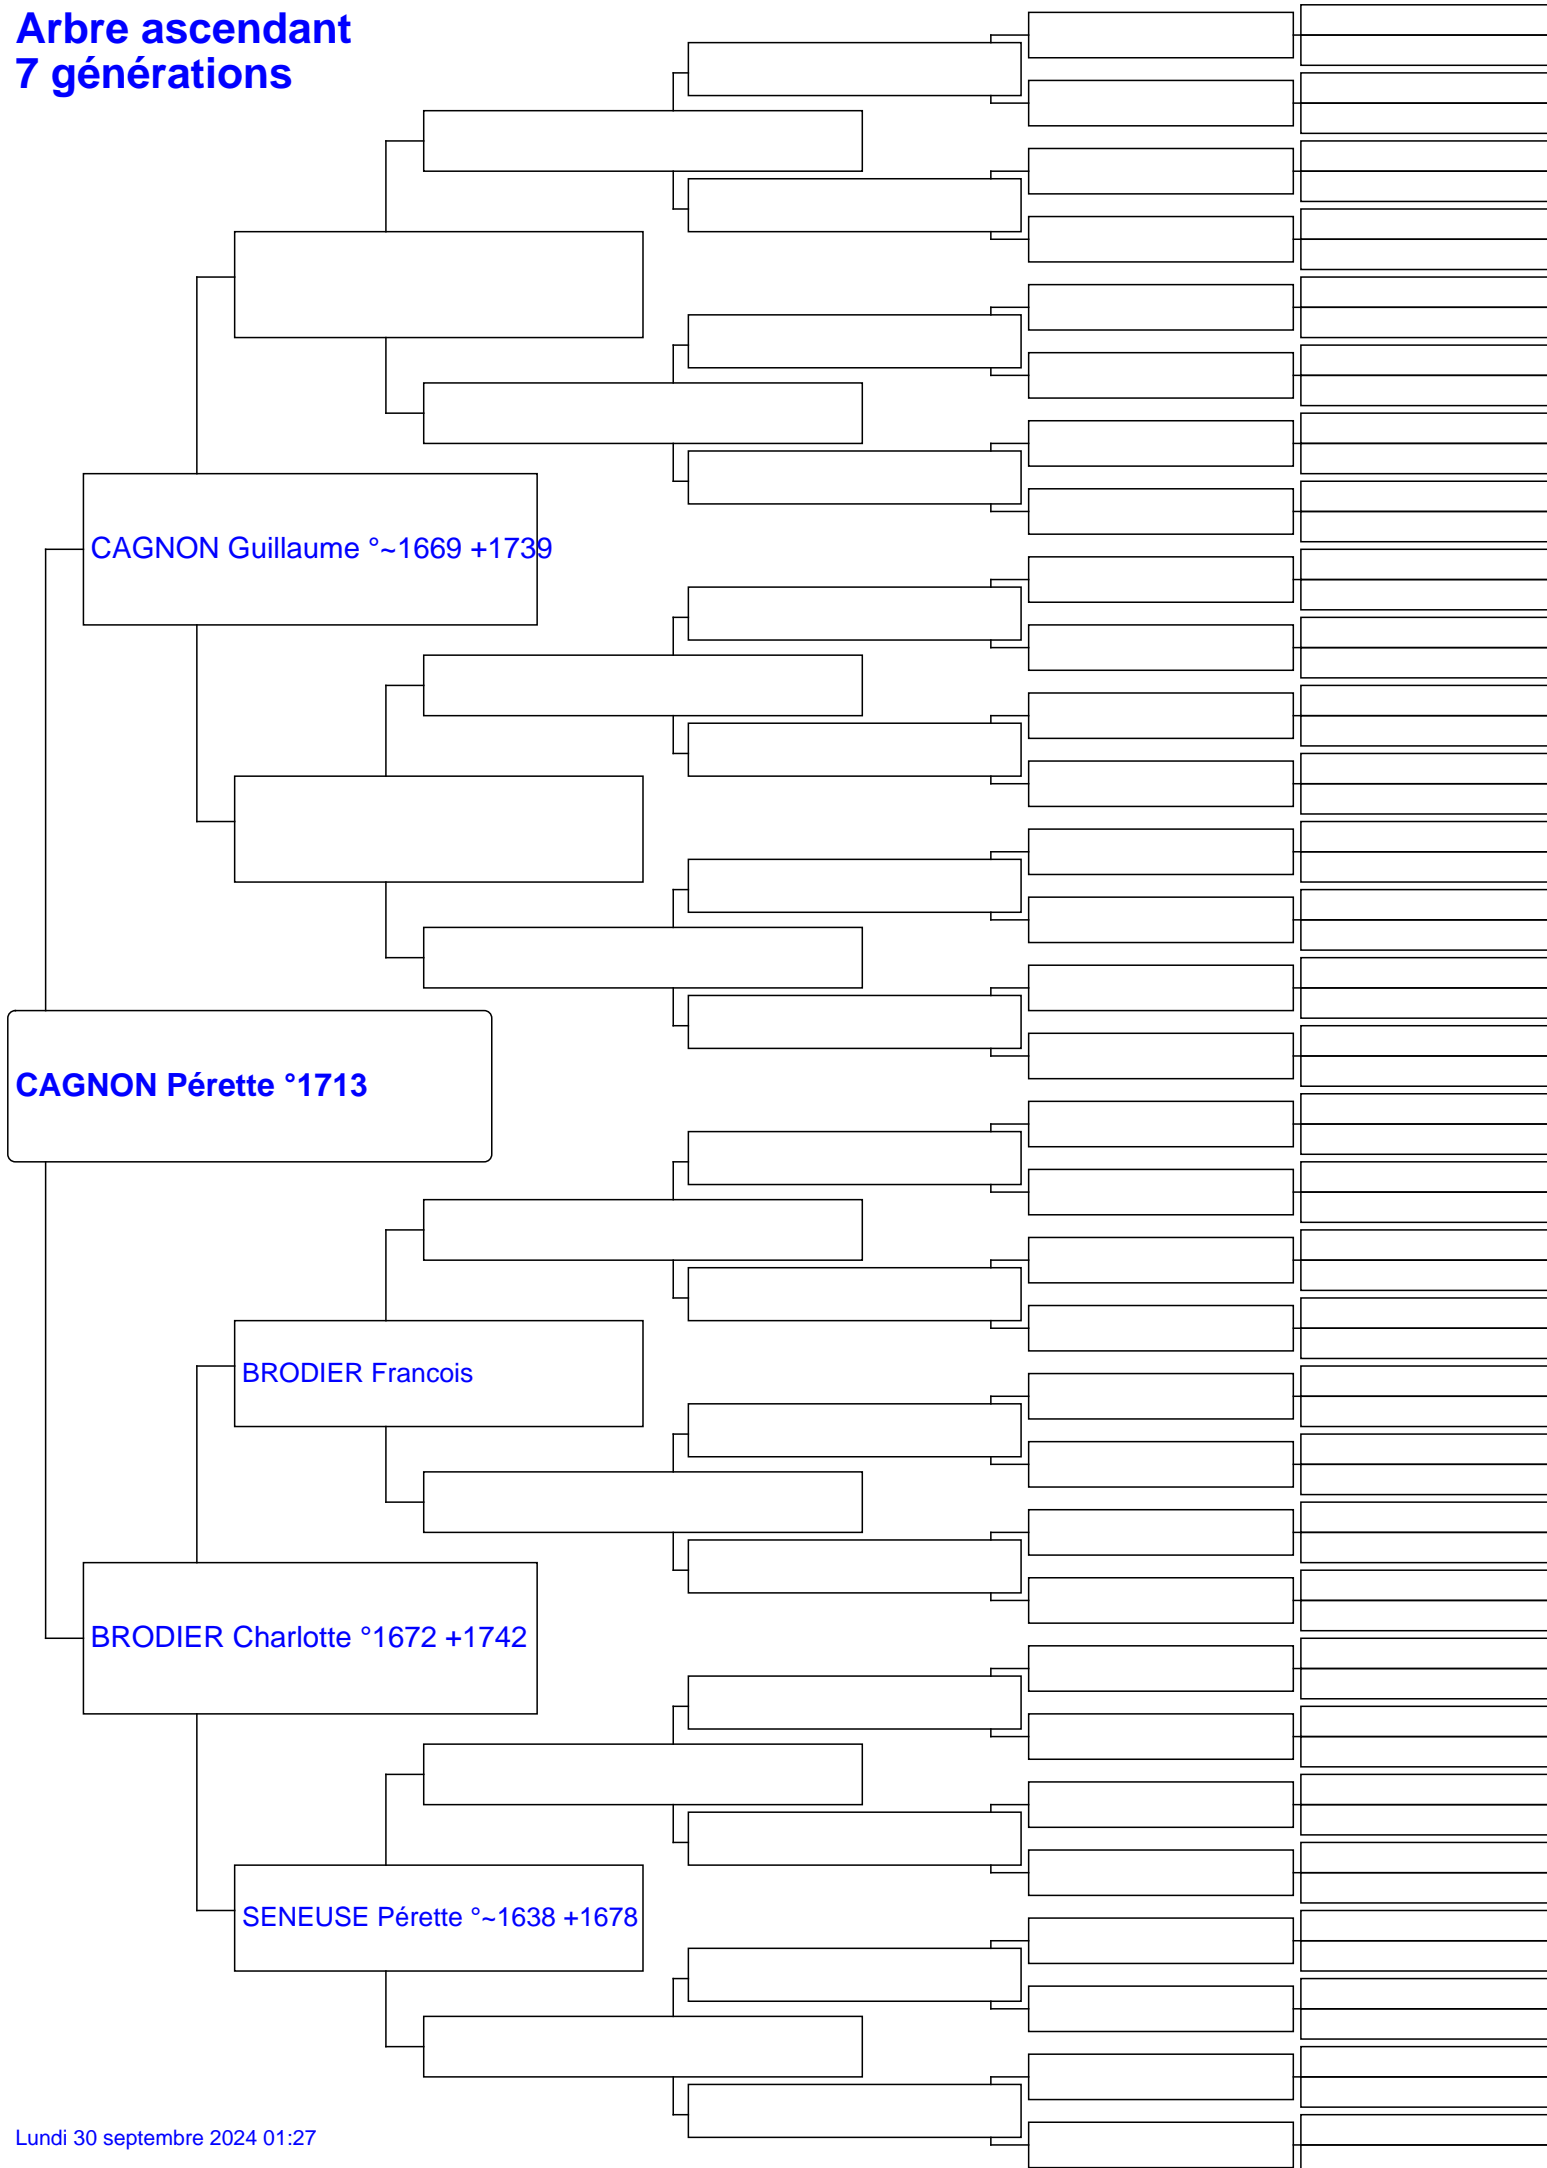 Arbre ascendant
7 générations
CAGNON Guillaume °~1669 +1739
CAGNON Pérette °1713
BRODIER Francois
BRODIER Charlotte °1672 +1742
SENEUSE Pérette °~1638 +1678
Lundi 30 septembre 2024 01:27